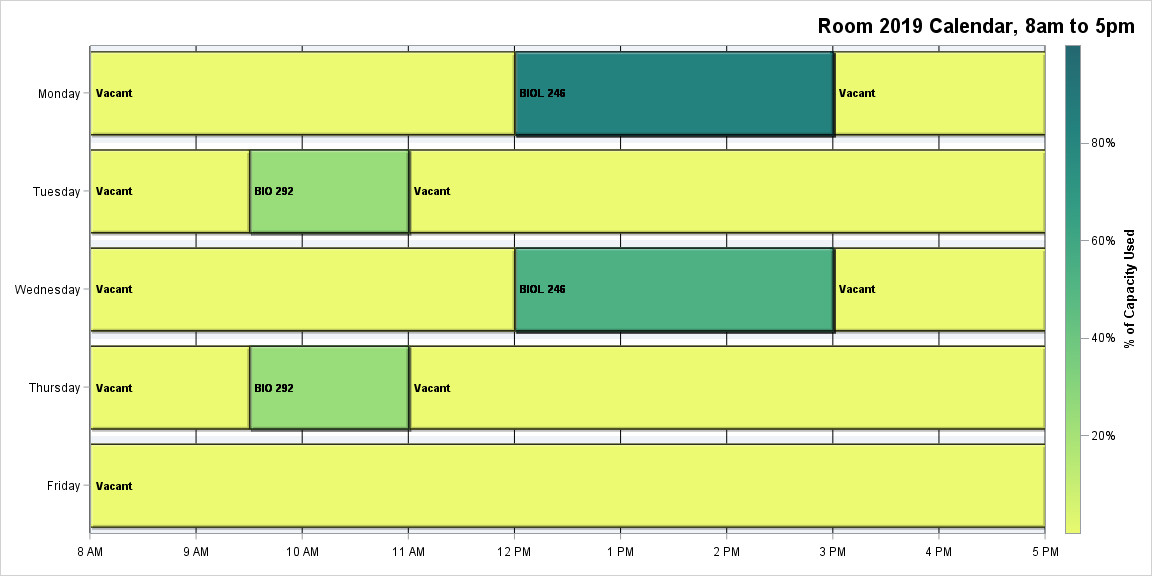 Room 2019 Calendar, 8am to 5pm
Monday
Vacant
BIOL 246
Vacant
Tuesday
Vacant
BIO 292
Vacant
Wednesday
Vacant
BIOL 246
Vacant
Thursday
Vacant
BIO 292
Vacant
Friday
Vacant
8 AM
9 AM
10 AM
11 AM
12 PM
1 PM
2 PM
3 PM
4 PM
5 PM
80%
60%
40%
20%
% of Capacity Used